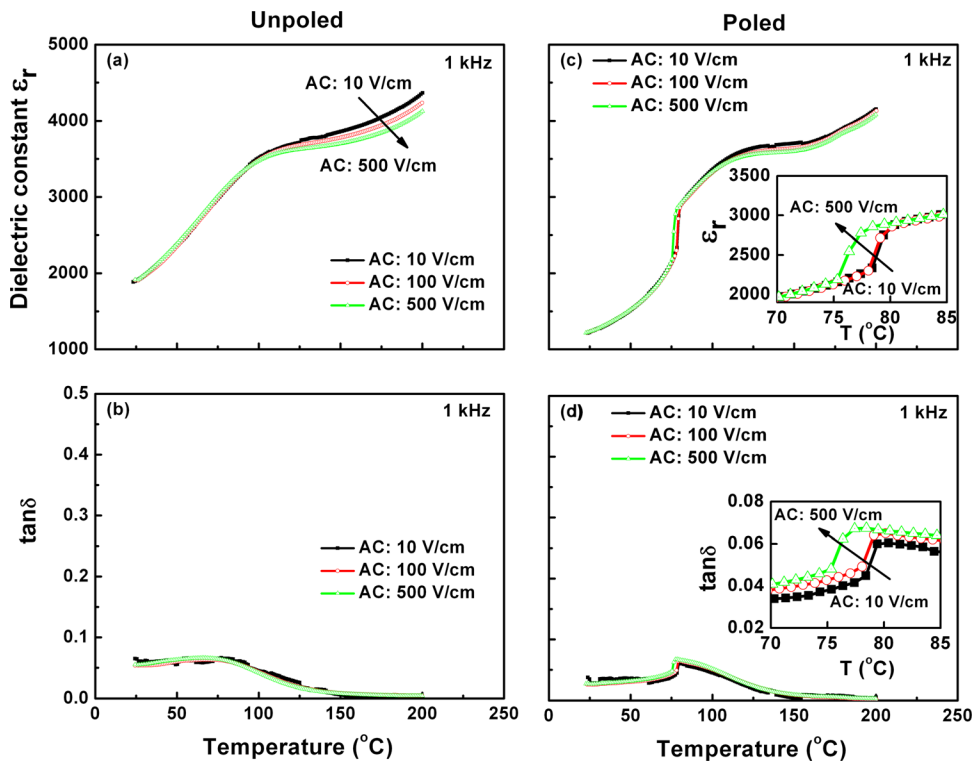 Unpoled
Poled
Dielectric constant εr
5000
4000
3000
2000
1000
(a)
1 kHz
AC: 10 V/cm
AC: 500 V/cm
AC: 10 V/cm
AC: 100 V/cm
AC: 500 V/cm
(c)
1 kHz
AC: 10 V/cm
AC: 100 V/cm
AC: 500 V/cm
εr
3500
3000
2500
2000
AC: 500 V/cm
AC: 10 V/cm
70 75 80 85
T (°C)
tanδ
0.5
0.4
0.3
0.2
0.1
0.0
(b)
1 kHz
AC: 10 V/cm
AC: 100 V/cm
AC: 500 V/cm
0 50 100 150 200 250
Temperature (°C)
(d)
1 kHz
AC: 10 V/cm
AC: 100 V/cm
AC: 500 V/cm
tanδ
0.08
0.06
0.04
0.02
AC: 500 V/cm
AC: 10 V/cm
70 75 80 85
T (°C)
0 50 100 150 200 250
Temperature (°C)